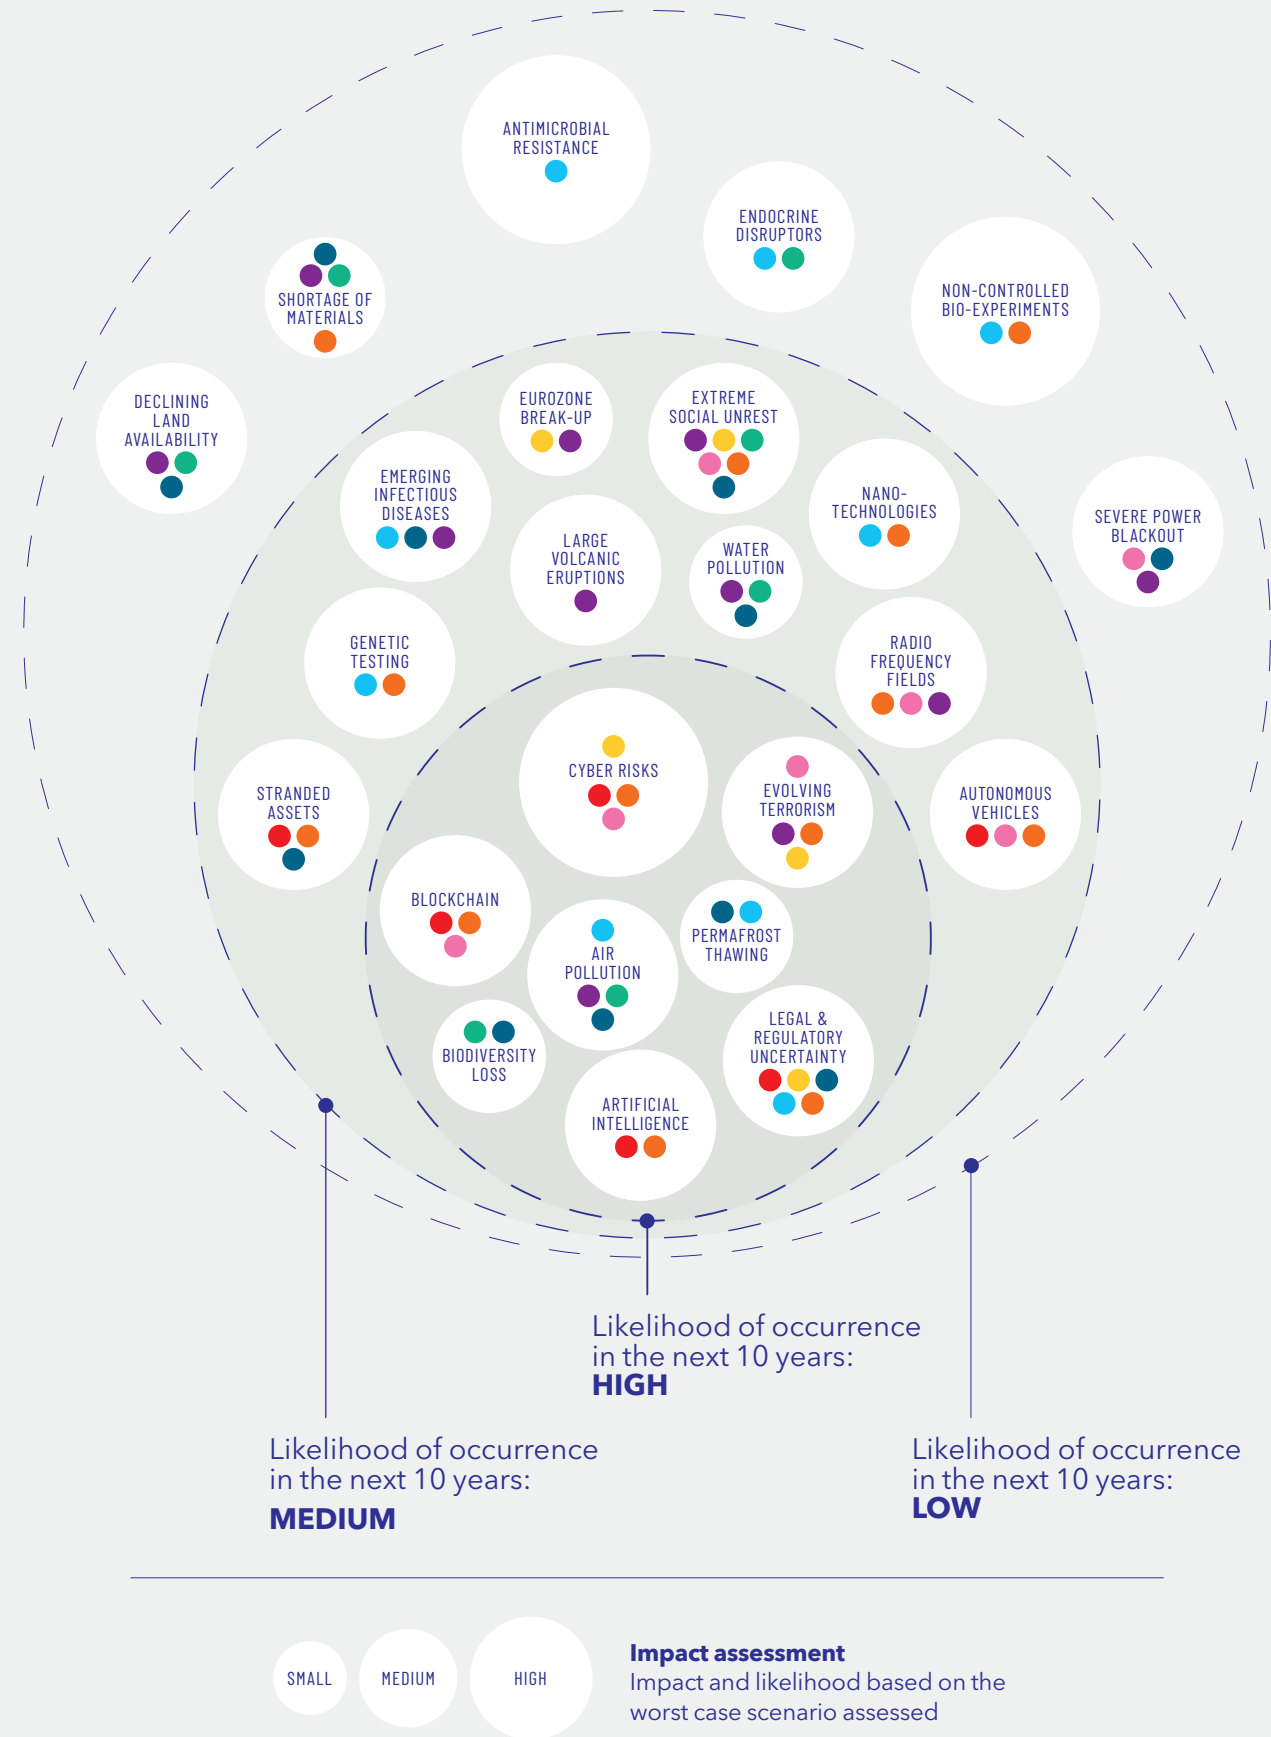 ANTIMICROBIAL
RESISTANCE
ENDOCRINE
DISRUPTORS
NON-CONTROLLED
BIO-EXPERIMENTS
SHORTAGE OF
MATERIALS
DECLINING
LAND
AVAILABILITY
EUROZONE
BREAK-UP
EXTREME
SOCIAL UNREST
EMERGING
INFECTIOUS
DISEASES
NANO-
TECHNOLOGIES
SEVERE POWER
BLACKOUT
LARGE
VOLCANIC
ERUPTIONS
WATER
POLLUTION
GENETIC
TESTING
RADIO
FREQUENCY
FIELDS
CYBER RISKS
EVOLVING
TERRORISM
STRANDED
ASSETS
AUTONOMOUS
VEHICLES
BLOCKCHAIN
AIR
POLLUTION
PERMAFROST
THAWING
BIODIVERSITY
LOSS
LEGAL &
REGULATORY
UNCERTAINTY
ARTIFICIAL
INTELLIGENCE
Likelihood of occurrence
in the next 10 years:
HIGH
Likelihood of occurrence
in the next 10 years:
MEDIUM
Likelihood of occurrence
in the next 10 years:
LOW
SMALL
MEDIUM
HIGH
Impact assessment
Impact and likelihood based on the
worst case scenario assessed